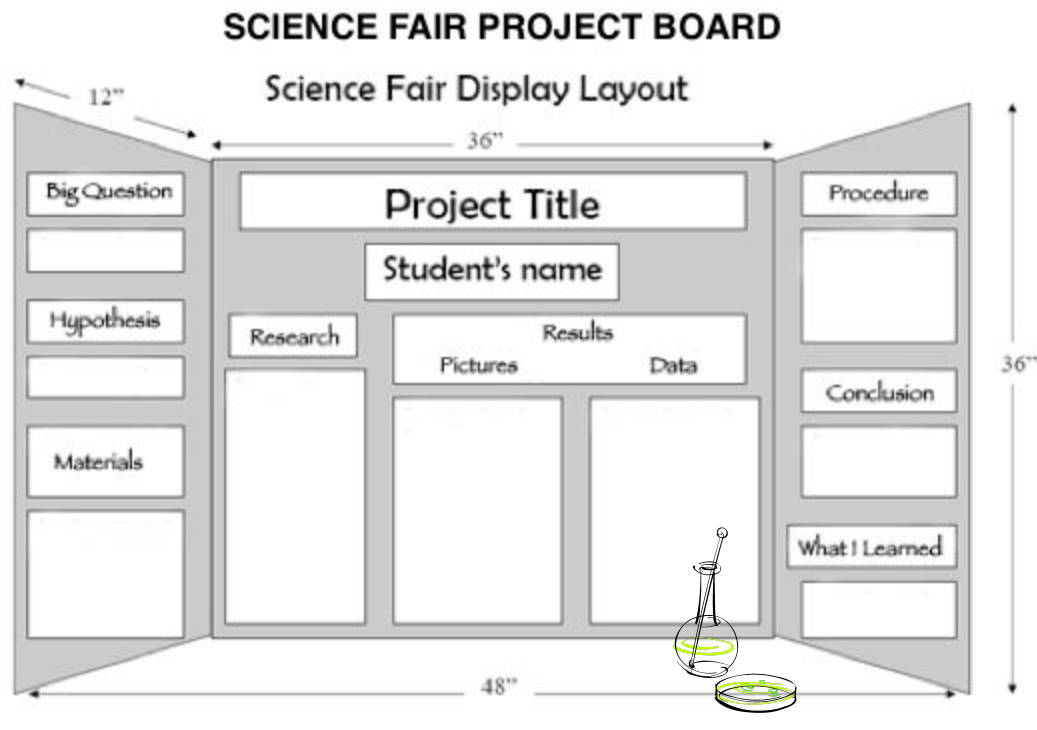 SCIENCE FAIR PROJECT BOARD
Science Fair Display Layout
12”
36”
Big Question
Hypothesis
Materials
Project Title
Student’s name
Research
Results
Pictures Data
Procedure
Conclusion
What I Learned
36”
48”